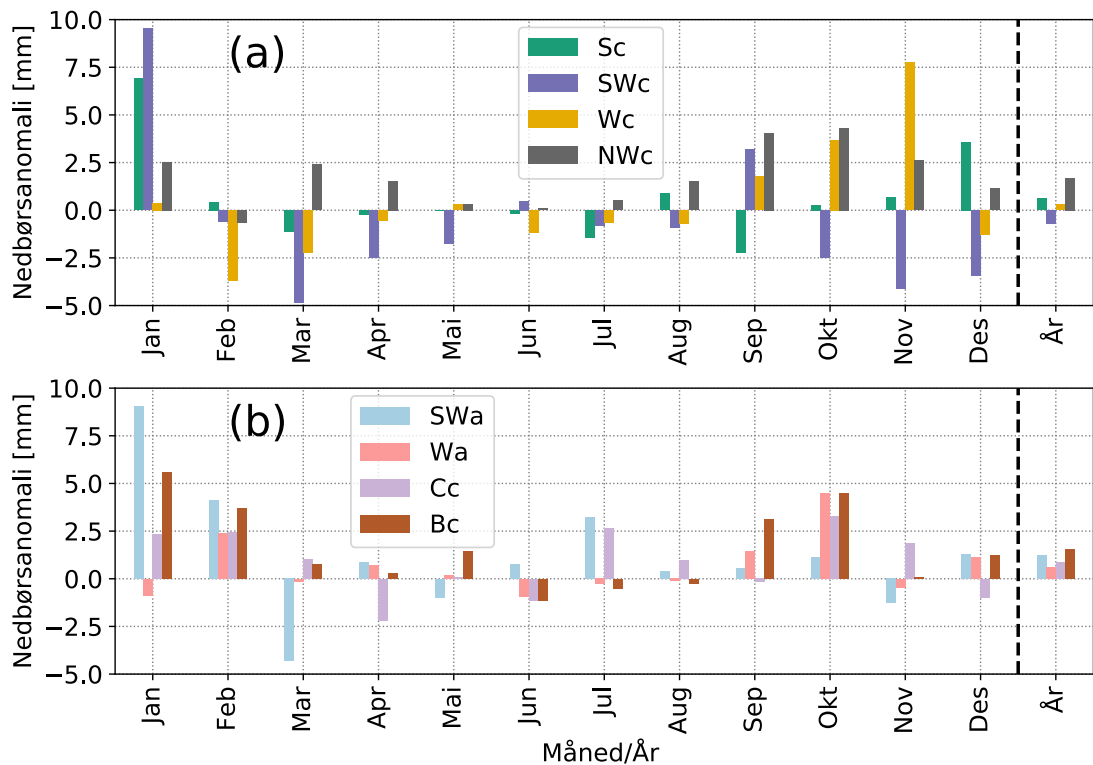 Nedbørsanomali [mm]
10.0
7.5
5.0
2.5
0.0
−2.5
−5.0
(a)
Sc
SWc
Wc
NWc
Jan
Feb
Mar
Apr
Mai
Jun
Jul
Aug
Sep
Okt
Nov
Des
År
Nedbørsanomali [mm]
10.0
7.5
5.0
2.5
0.0
−2.5
−5.0
(b)
SWa
Wa
Cc
Bc
Jan
Feb
Mar
Apr
Mai
Jun
Jul
Aug
Sep
Okt
Nov
Des
År
Måned/År